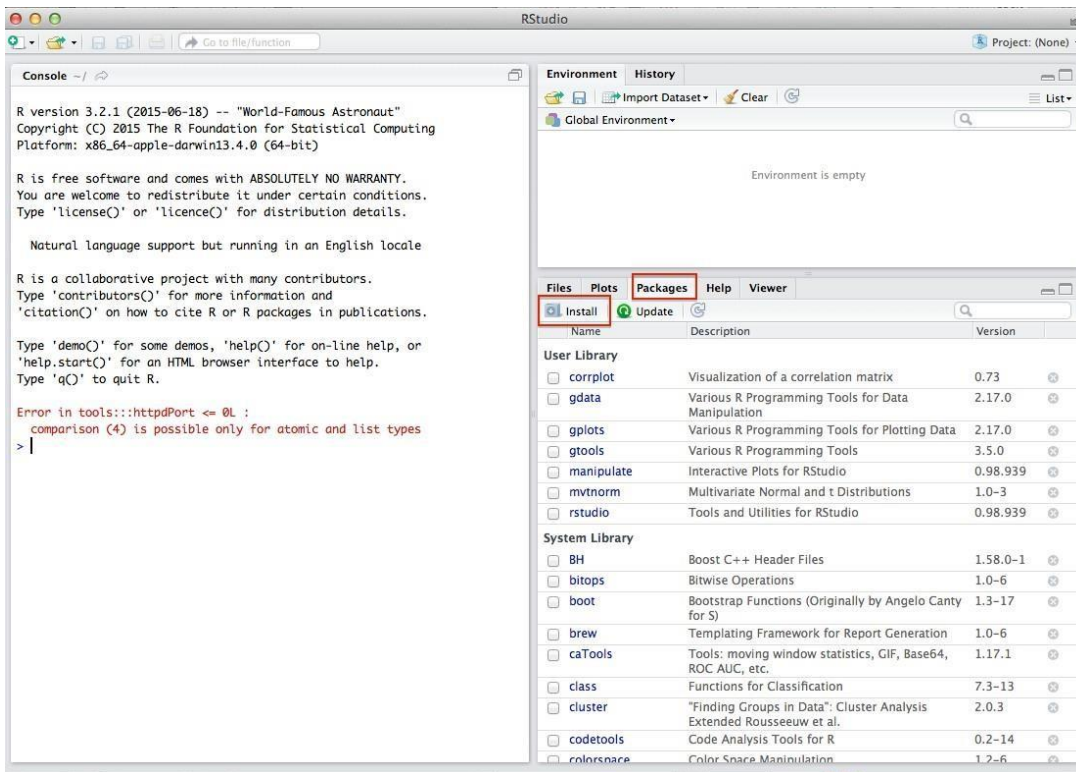 RStudio
Go to file/function
Project: (None)
Console ~/
R version 3.2.1 (2015-06-18) -- "World-Famous Astronaut"
Copyright (C) 2015 The R Foundation for Statistical Computing
Platform: x86_64-apple-darwin13.4.0 (64-bit)
R is free software and comes with ABSOLUTELY NO WARRANTY.
You are welcome to redistribute it under certain conditions.
Type 'license()' or 'licence()' for distribution details.
Natural language support but running in an English locale
R is a collaborative project with many contributors.
Type 'contributors()' for more information and
'citation()' on how to cite R or R packages in publications.
Type 'demo()' for some demos, 'help()' for on-line help, or
'help.start()' for an HTML browser interface to help.
Type 'q()' to quit R.
Error in tools:::httpdPort <= 0L :
comparison (4) is possible only for atomic and list types
>
Environment History
Import Dataset Clear List
Global Environment
Environment is empty
Files Plots Packages Help Viewer
Install Update
Name Description Version
User Library
corrplot Visualization of a correlation matrix 0.73
gdata Various R Programming Tools for Data 2.17.0
Manipulation
gplots Various R Programming Tools for Plotting Data 2.17.0
gtools Various R Programming Tools 3.5.0
manipulate Interactive Plots for RStudio 0.98.939
mvtnorm Multivariate Normal and t Distributions 1.0-3
rstudio Tools and Utilities for RStudio 0.98.939
System Library
BH Boost C++ Header Files 1.58.0-1
bitops Bitwise Operations 1.0-6
boot Bootstrap Functions (Originally by Angelo Canty 1.3-17
for S)
brew Templating Framework for Report Generation 1.0-6
caTools Tools: moving window statistics, GIF, Base64, 1.17.1
ROC AUC, etc.
class Functions for Classification 7.3-13
cluster "Finding Groups in Data": Cluster Analysis 2.0.3
Extended Rousseeuw et al.
codetools Code Analysis Tools for R 0.2-14
colorspace Color Space Manipulation 1.2-6